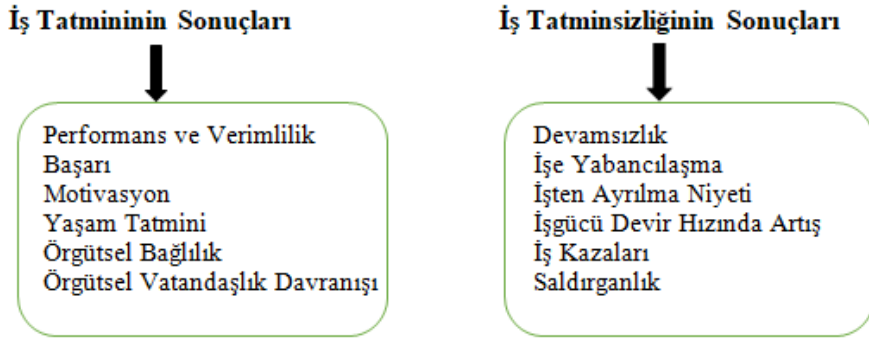 İş Tatmininin Sonuçları
Performans ve Verimlilik
Başarı
Motivasyon
Yaşam Tatmini
Örgütsel Bağlılık
Örgütsel Vatandaşlık Davranışı
İş Tatminsizliğinin Sonuçları
Devamsızlık
İşe Yabancılaşma
İşten Ayrılma Niyeti
İşgücü Devir Hızında Artış
İş Kazaları
Saldırganlık